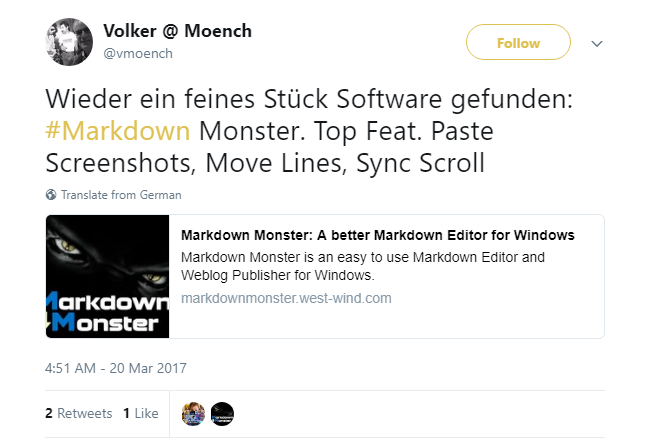 Volker @ Moench
@vmoench
Follow
Wieder ein feines Stück Software gefunden:
#Markdown Monster. Top Feat. Paste
Screenshots, Move Lines, Sync Scroll
Translate from German
arkdown
Monster
Markdown Monster: A better Markdown Editor for Windows
Markdown Monster is an easy to use Markdown Editor and
Weblog Publisher for Windows.
markdownmonster.west-wind.com
4:51 AM - 20 Mar 2017
2 Retweets 1 Like